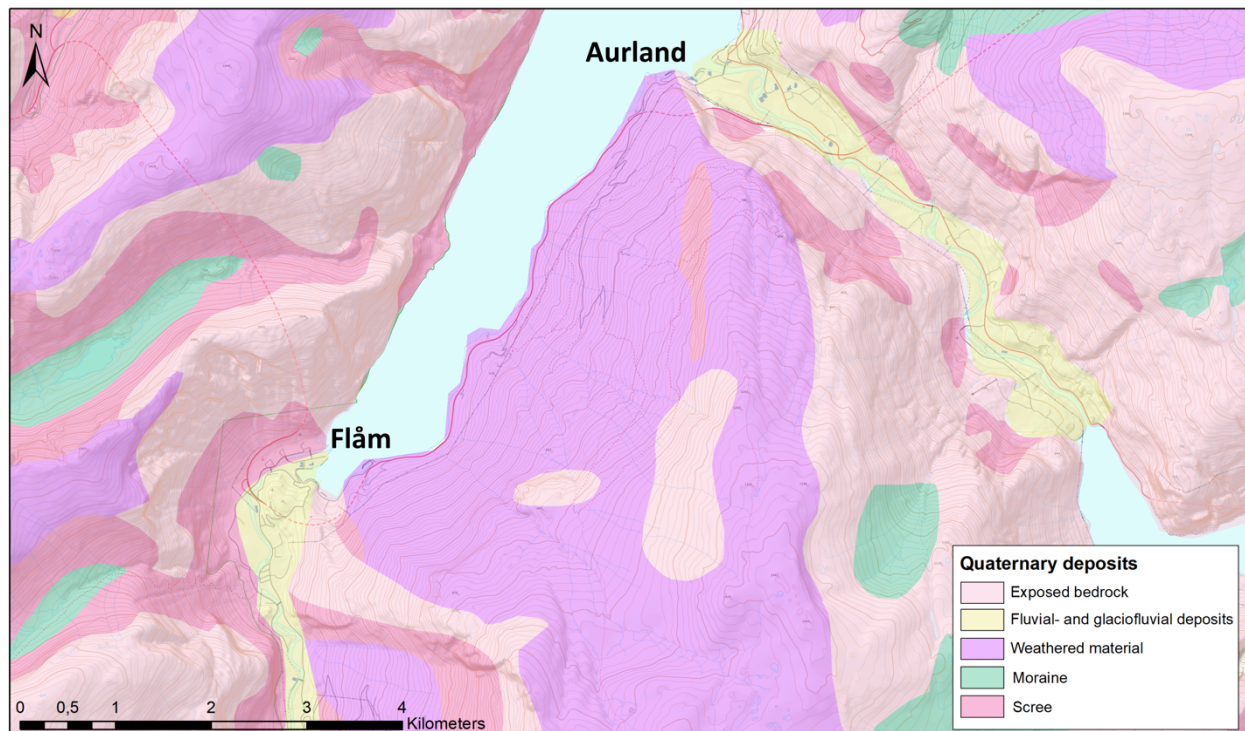 N
Aurland
Flåm
Quaternary deposits
Exposed bedrock
Fluvial- and glaciofluvial deposits
Weathered material
Moraine
Scree
0 0,5 1 2 3 4
Kilometers